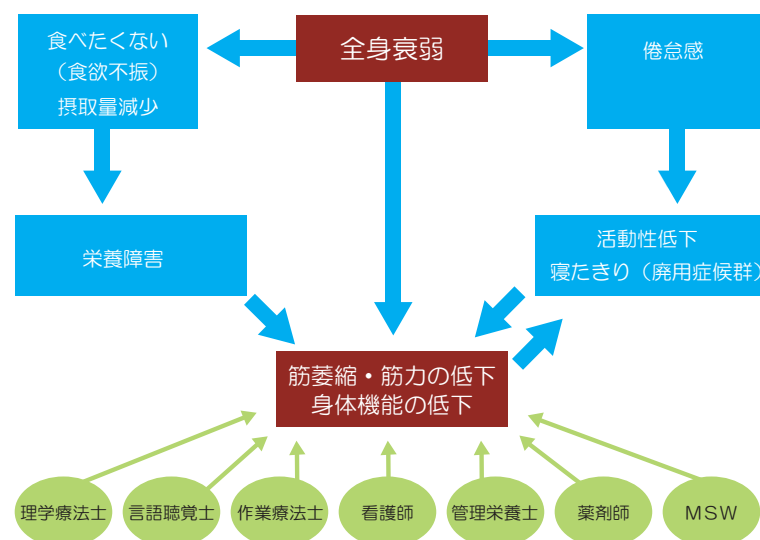 食べたくない
（食欲不振）
摂取量減少
全身衰弱
倦怠感
栄養障害
活動性低下
寝たきり（廃用症候群）
筋萎縮・筋力の低下
身体機能の低下
理学療法士
言語聴覚士
作業療法士
看護師
管理栄養士
薬剤師
MSW